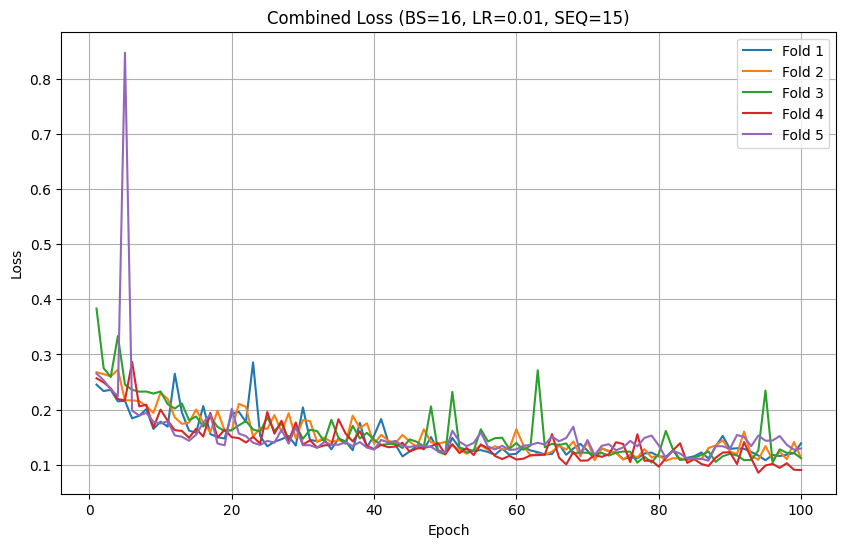 Combined Loss (BS=16, LR=0.01, SEQ=15)
Fold 1
Fold 2
Fold 3
Fold 4
Fold 5
Loss
0.8
0.7
0.6
0.5
0.4
0.3
0.2
0.1
0
20
40
60
80
100
Epoch